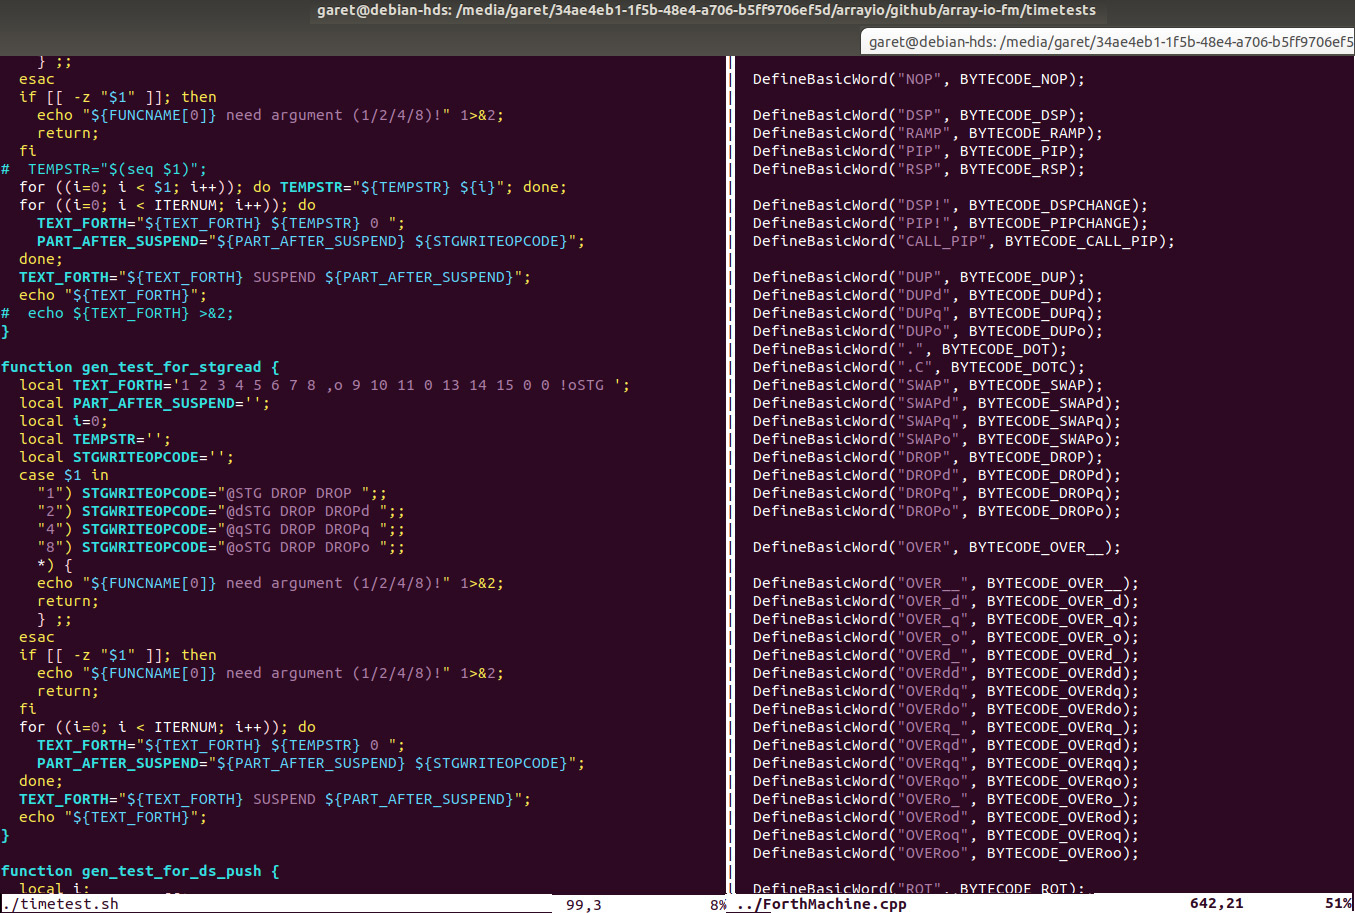 garet@debian-hds: /media/garet/34ae4eb1-1f5b-48e4-a706-b5ff9706ef5d/arrayio/github/array-io-fm/timetests
garet@debian-hds: /media/garet/34ae4eb1-1f5b-48e4-a706-b5ff9706ef5
    } ;;
  esac
  if [[ -z "$1" ]]; then
    echo "${FUNCNAME[0]} need argument (1/2/4/8)!" 1>&2;
    return;
  fi
#  TEMPSTR="$(seq $1)";
  for ((i=0; i < $1; i++)); do TEMPSTR="${TEMPSTR} ${i}"; done;
  for ((i=0; i < ITERNUM; i++)); do
    TEXT_FORTH="${TEXT_FORTH} ${TEMPSTR} 0 ";
    PART_AFTER_SUSPEND="${PART_AFTER_SUSPEND} ${STGWRITEOPCODE}";
  done;
  TEXT_FORTH="${TEXT_FORTH} SUSPEND ${PART_AFTER_SUSPEND}";
  echo "${TEXT_FORTH}";
#  echo ${TEXT_FORTH} >&2;
}
function gen_test_for_stgread {
  local TEXT_FORTH='1 2 3 4 5 6 7 8 ,o 9 10 11 0 13 14 15 0 0 !oSTG ';
  local PART_AFTER_SUSPEND='';
  local i=0;
  local TEMPSTR='';
  local STGWRITEOPCODE='';
  case $1 in
    "1") STGWRITEOPCODE="@STG DROP DROP ";;
    "2") STGWRITEOPCODE="@dSTG DROP DROPd ";;
    "4") STGWRITEOPCODE="@qSTG DROP DROPq ";;
    "8") STGWRITEOPCODE="@oSTG DROP DROPo ";;
    *) {
    echo "${FUNCNAME[0]} need argument (1/2/4/8)!" 1>&2;
    return;
    } ;;
  esac
  if [[ -z "$1" ]]; then
    echo "${FUNCNAME[0]} need argument (1/2/4/8)!" 1>&2;
    return;
  fi
  for ((i=0; i < ITERNUM; i++)); do
    TEXT_FORTH="${TEXT_FORTH} ${TEMPSTR} 0 ";
    PART_AFTER_SUSPEND="${PART_AFTER_SUSPEND} ${STGWRITEOPCODE}";
  done;
  TEXT_FORTH="${TEXT_FORTH} SUSPEND ${PART_AFTER_SUSPEND}";
  echo "${TEXT_FORTH}";
}
function gen_test_for_ds_push {
  local i;
./timetest.sh 99,3 8%
DefineBasicWord("NOP", BYTECODE_NOP);
DefineBasicWord("DSP", BYTECODE_DSP);
DefineBasicWord("RAMP", BYTECODE_RAMP);
DefineBasicWord("PIP", BYTECODE_PIP);
DefineBasicWord("RSP", BYTECODE_RSP);
DefineBasicWord("DSP!", BYTECODE_DSPCHANGE);
DefineBasicWord("PIP!", BYTECODE_PIPCHANGE);
DefineBasicWord("CALL_PIP", BYTECODE_CALL_PIP);
DefineBasicWord("DUP", BYTECODE_DUP);
DefineBasicWord("DUPd", BYTECODE_DUPd);
DefineBasicWord("DUPq", BYTECODE_DUPq);
DefineBasicWord("DUPo", BYTECODE_DUPo);
DefineBasicWord(".", BYTECODE_DOT);
DefineBasicWord(".C", BYTECODE_DOTC);
DefineBasicWord("SWAP", BYTECODE_SWAP);
DefineBasicWord("SWAPd", BYTECODE_SWAPd);
DefineBasicWord("SWAPq", BYTECODE_SWAPq);
DefineBasicWord("SWAPo", BYTECODE_SWAPo);
DefineBasicWord("DROP", BYTECODE_DROP);
DefineBasicWord("DROPd", BYTECODE_DROPd);
DefineBasicWord("DROPq", BYTECODE_DROPq);
DefineBasicWord("DROPo", BYTECODE_DROPo);
DefineBasicWord("OVER", BYTECODE_OVER__);
DefineBasicWord("OVER__", BYTECODE_OVER__);
DefineBasicWord("OVER_d", BYTECODE_OVER_d);
DefineBasicWord("OVER_q", BYTECODE_OVER_q);
DefineBasicWord("OVER_o", BYTECODE_OVER_o);
DefineBasicWord("OVERd_", BYTECODE_OVERd_);
DefineBasicWord("OVERdd", BYTECODE_OVERdd);
DefineBasicWord("OVERdq", BYTECODE_OVERdq);
DefineBasicWord("OVERdo", BYTECODE_OVERdo);
DefineBasicWord("OVERq_", BYTECODE_OVERq_);
DefineBasicWord("OVERqd", BYTECODE_OVERqd);
DefineBasicWord("OVERqq", BYTECODE_OVERqq);
DefineBasicWord("OVERqo", BYTECODE_OVERqo);
DefineBasicWord("OVERo_", BYTECODE_OVERo_);
DefineBasicWord("OVERod", BYTECODE_OVERod);
DefineBasicWord("OVERoq", BYTECODE_OVERoq);
DefineBasicWord("OVERoo", BYTECODE_OVERoo);
DefineBasicWord("ROT", BYTECODE_ROT);
../ForthMachine.cpp 642,21 51%